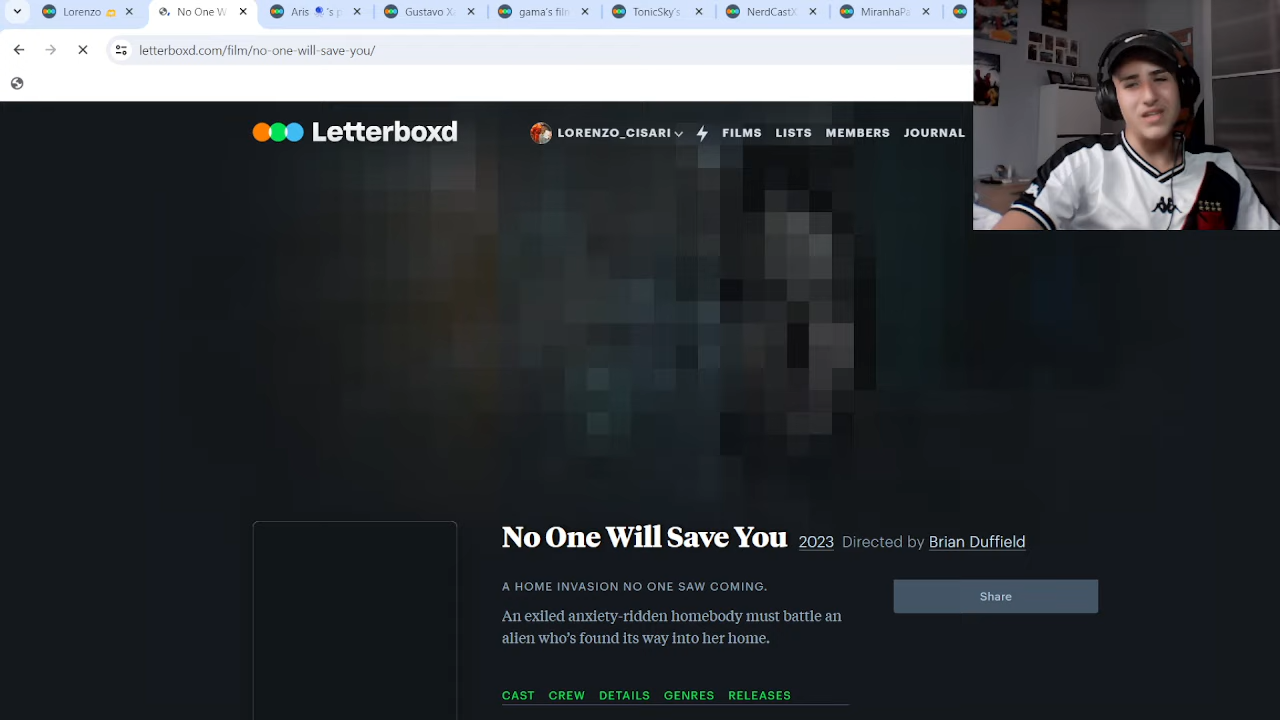 Lorenzo
No One W
Aris 's p
Gustavo X
gama's film
TonicSky's
NerdCastX
MiranhaPa
letterboxd.com/film/no-one-will-save-you/
Letterboxd
LORENZO_CISARI
FILMS
LISTS
MEMBERS
JOURNAL
No One Will Save You 2023 Directed by Brian Duffield
A HOME INVASION NO ONE SAW COMING.
Share
An exiled anxiety-ridden homebody must battle an
alien who's found its way into her home.
CAST CREW DETAILS GENRES RELEASES